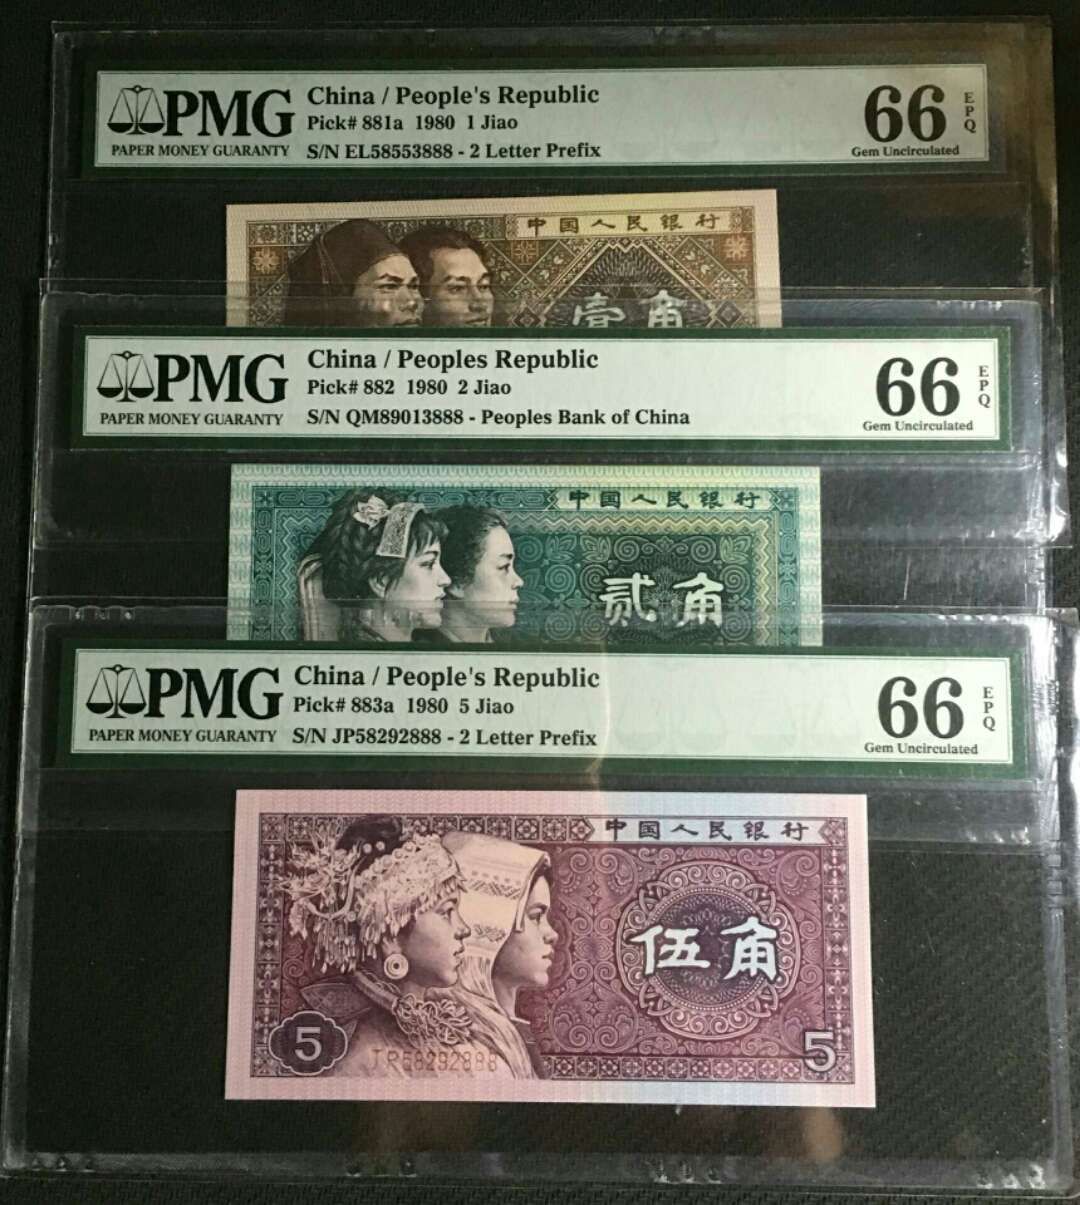 PMG
PAPER MONEY GUARANTY
China / People's Republic
Pick# 881a 1980 1 Jiao
S/N EL58553888 - 2 Letter Prefix
66 EPQ
Gem Uncirculated
中国人民银行
壹角
PMG
PAPER MONEY GUARANTY
China / Peoples Republic
Pick# 882 1980 2 Jiao
S/N QM89013888 - Peoples Bank of China
66 EPQ
Gem Uncirculated
中国人民银行
贰角
PMG
PAPER MONEY GUARANTY
China / People's Republic
Pick# 883a 1980 5 Jiao
S/N JP58292888 - 2 Letter Prefix
66 EPQ
Gem Uncirculated
中国人民银行
伍角
5
JP58292888
5